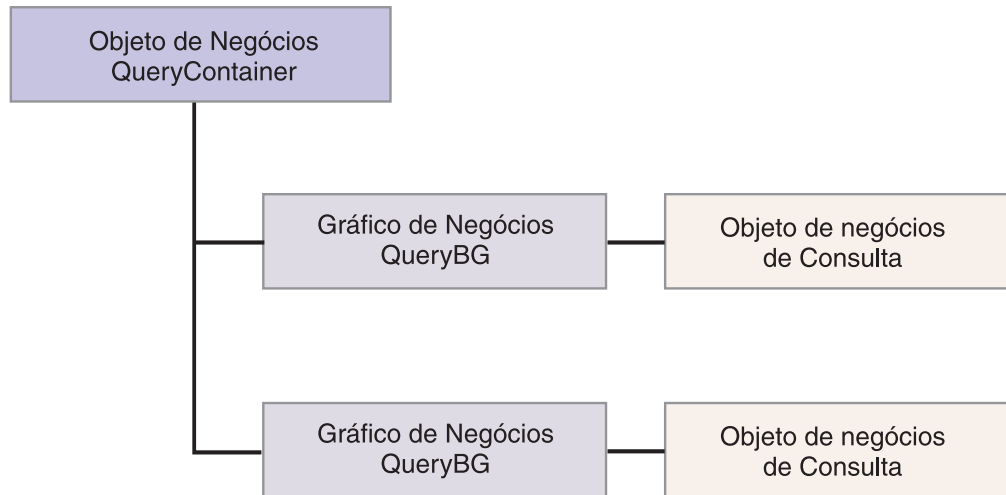 Objeto de Negócios
QueryContainer
Gráfico de Negócios
QueryBG
Objeto de negócios
de Consulta
Gráfico de Negócios
QueryBG
Objeto de negócios
de Consulta